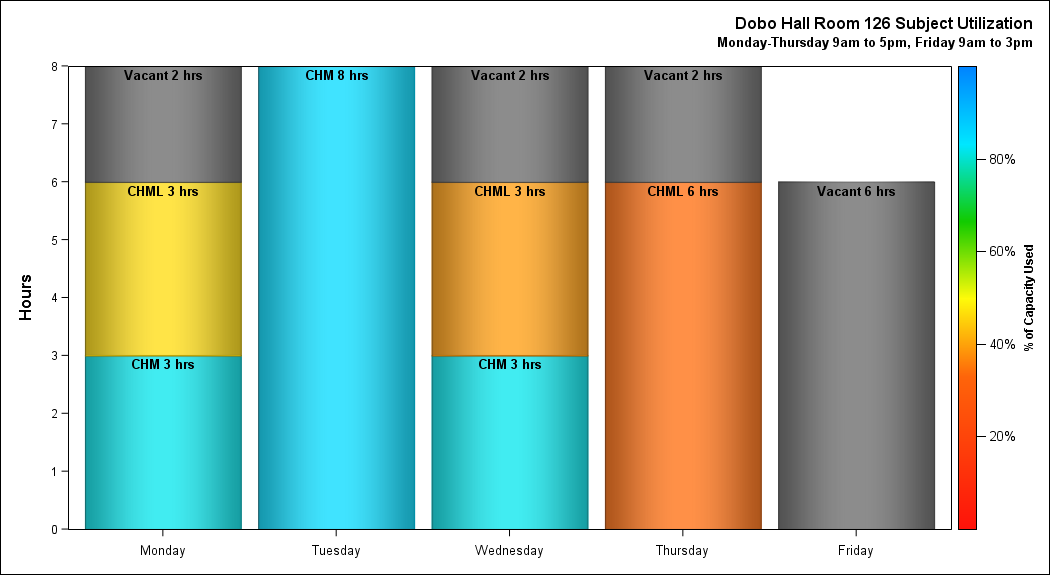 Dobo Hall Room 126 Subject Utilization
Monday-Thursday 9am to 5pm, Friday 9am to 3pm
Hours
8
7
6
5
4
3
2
1
0
Vacant 2 hrs
CHML 3 hrs
CHM 3 hrs
CHM 8 hrs
Vacant 2 hrs
CHML 3 hrs
CHM 3 hrs
Vacant 2 hrs
CHML 6 hrs
Vacant 6 hrs
Monday
Tuesday
Wednesday
Thursday
Friday
80%
60%
40%
20%
% of Capacity Used